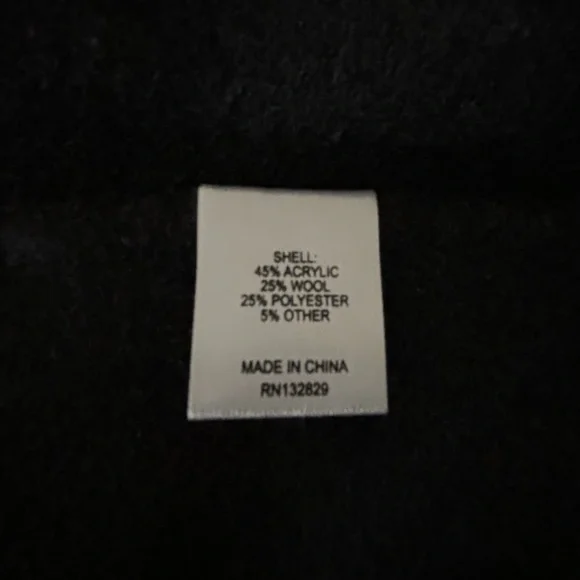 SHELL:
45% ACRYLIC
25% WOOL
25% POLYESTER
5% OTHER
MADE IN CHINA
RN132829